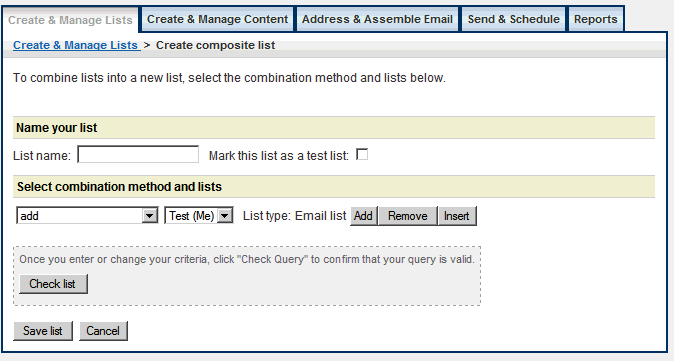 Create & Manage Lists Create & Manage Content Address & Assemble Email Send & Schedule Reports
Create & Manage Lists > Create composite list
To combine lists into a new list, select the combination method and lists below.
Name your list
List name: Mark this list as a test list:
Select combination method and lists
add Test (Me) List type: Email list Add Remove Insert
Once you enter or change your criteria, click "Check Query" to confirm that your query is valid.
Check list
Save list Cancel